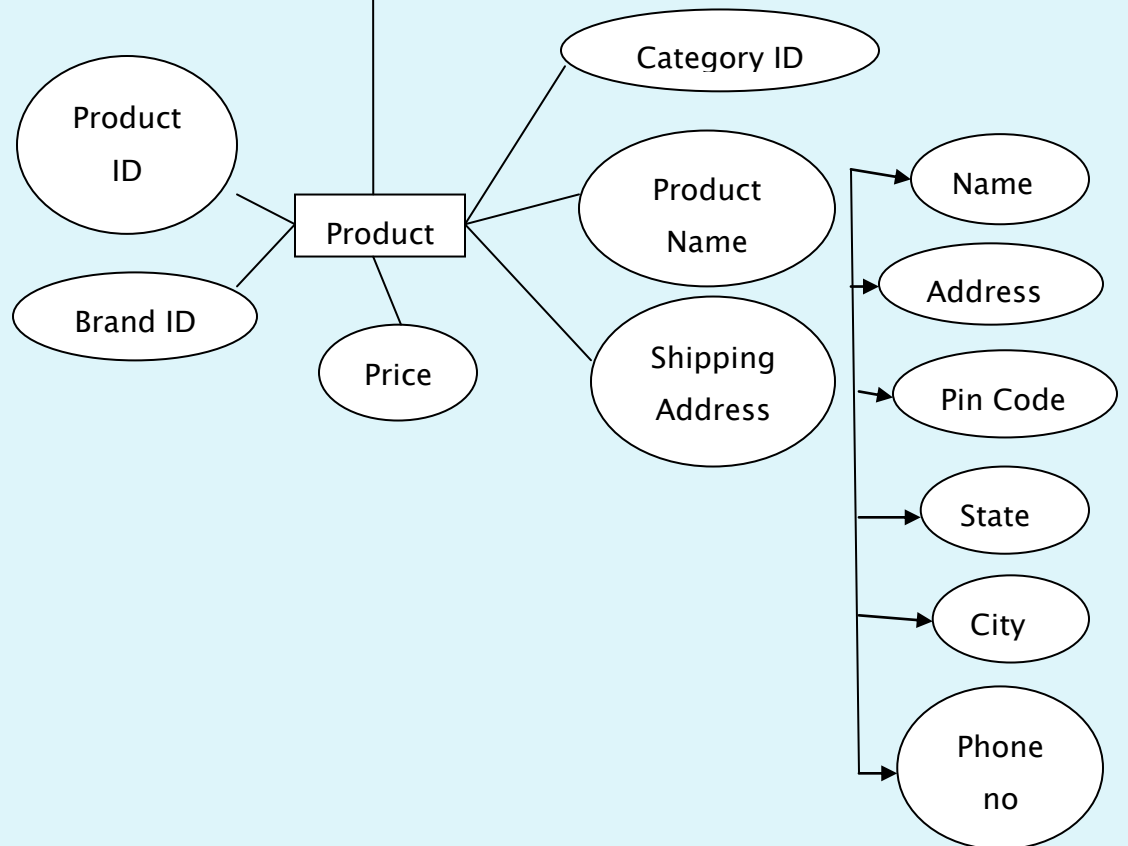 Category ID
Product
ID
Product
Name
Name
Product
Address
Brand ID
Shipping
Address
Price
Pin Code
State
City
Phone
no